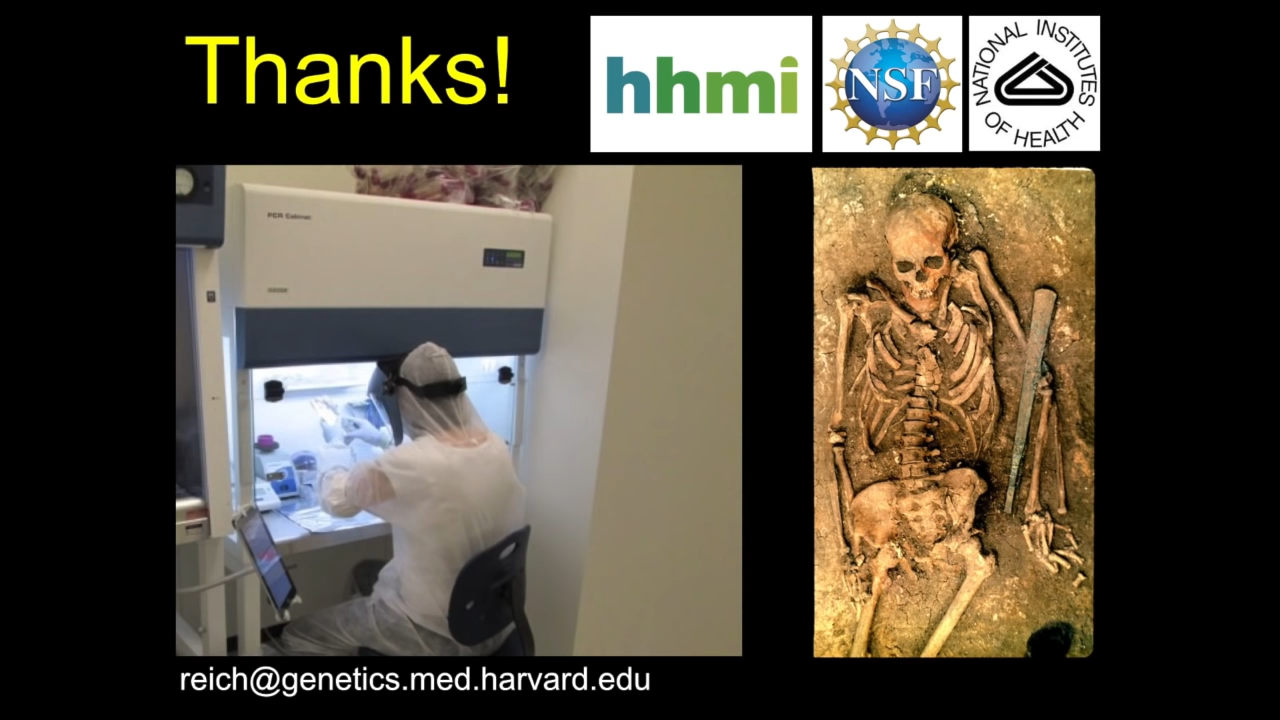 Thanks!
hhmi
NSF
NATIONAL INSTITUTES
OF HEALTH
PCR Cabinet
reich@genetics.med.harvard.edu